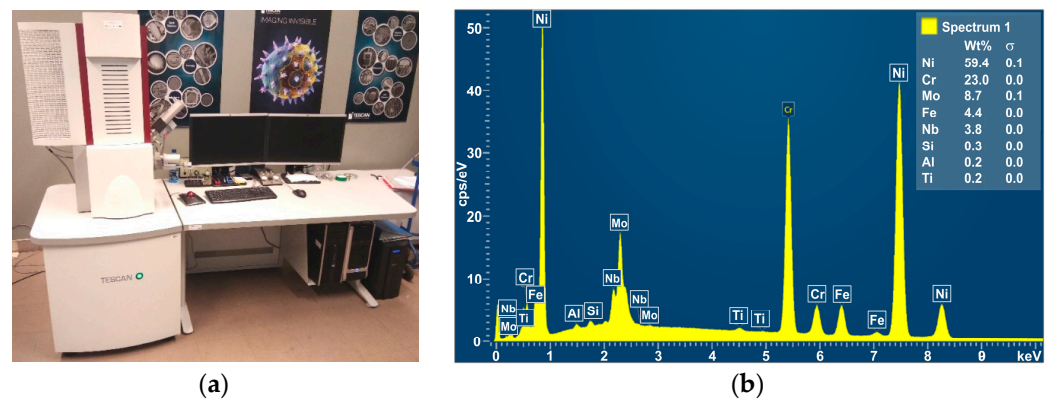 IMAGING INVISIBLE
TESCAN
TESCAN
(a)
50
40
30
20
10
0
cps/eV
Ni
Cr
Nb
Fe
Mo
Ti
Al
Si
Nb
Mo
Nb
Mo
Ti
Ti
Cr
Cr
Fe
Fe
Ni
Ni
0 1 2 3 4 5 6 7 8 9 keV
Spectrum 1
Wt% σ
Ni 59.4 0.1
Cr 23.0 0.0
Mo 8.7 0.1
Fe 4.4 0.0
Nb 3.8 0.0
Si 0.3 0.0
Al 0.2 0.0
Ti 0.2 0.0
(b)